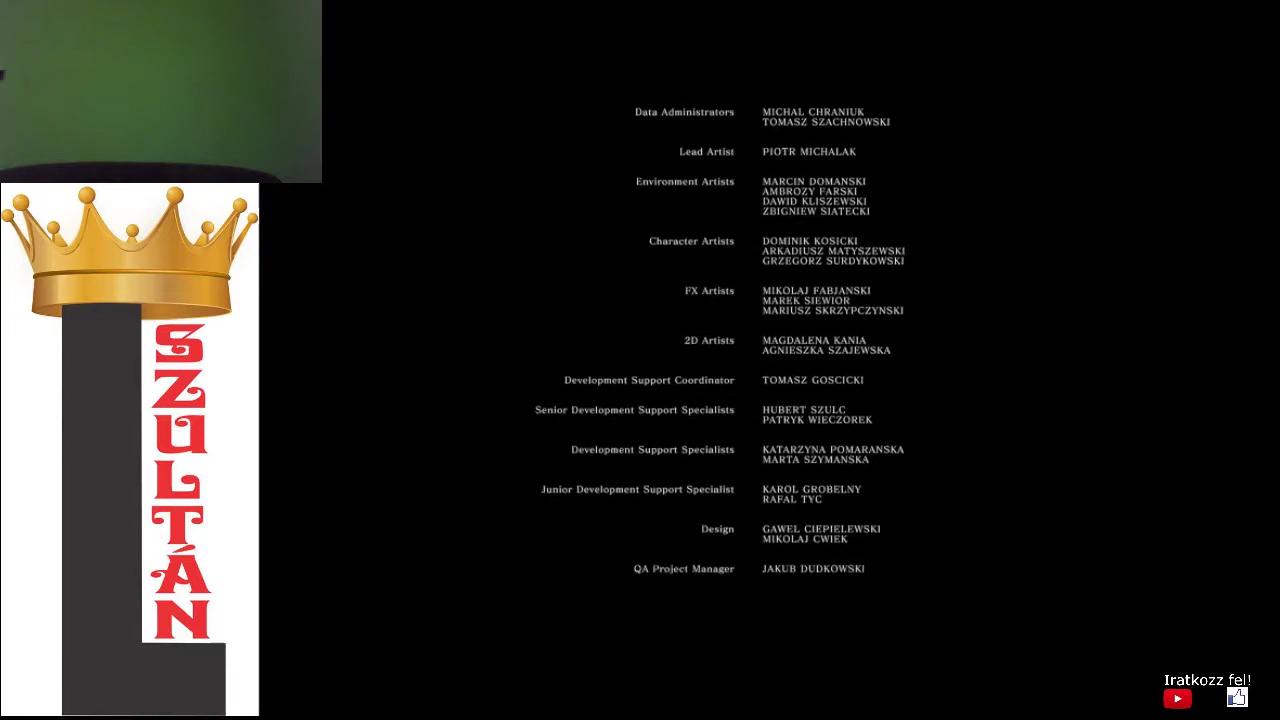 Data Administrators MICHAL CHRANIUK
TOMASZ SZACHNOWSKI
Lead Artist PIOTR MICHALAK
Environment Artists MARCIN DOMANSKI
AMBROZY FARSKI
DAWID KLISZEWSKI
ZBIGNIEW SIATECKI
Character Artists DOMINIK KOSICKI
ARKADIUSZ MATYSZEWSKI
GRZEGORZ SURDYKOWSKI
FX Artists MIKOLAJ FABJANSKI
MAREK SIEWIOR
MARIUSZ SKRZYPCZYNSKI
2D Artists MAGDALENA KANIA
AGNIESZKA SZAJEWSKA
Development Support Coordinator TOMASZ GOSCICKI
Senior Development Support Specialists HUBERT SZULC
PATRYK WIECZOREK
Development Support Specialists KATARZYNA POMARANSKA
MARTA SZYMANSKA
Junior Development Support Specialist KAROL GROBELNY
RAFAL TYC
Design GAWEL CIEPIELEWSKI
MIKOLAJ CWIEK
QA Project Manager JAKUB DUDKOWSKI
L
SZULTÁN
Iratkozz fel!